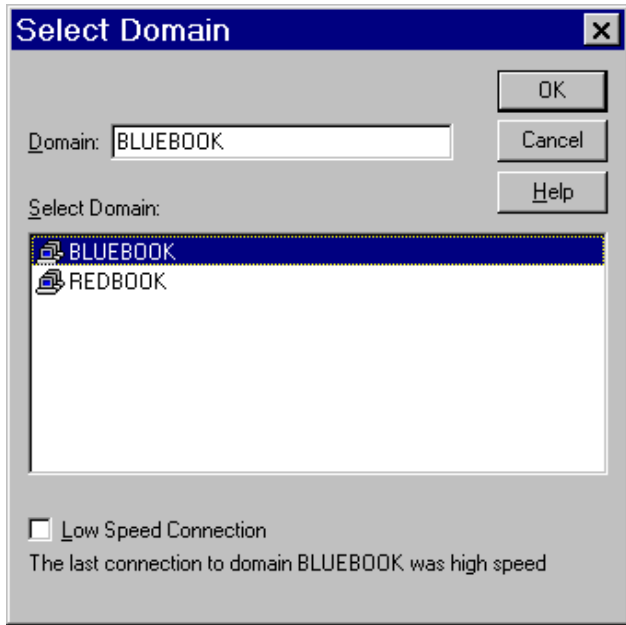 Select Domain
OK
Domain: BLUEBOOK
Cancel
Help
Select Domain:
BLUEBOOK
REDBOOK
Low Speed Connection
The last connection to domain BLUEBOOK was high speed